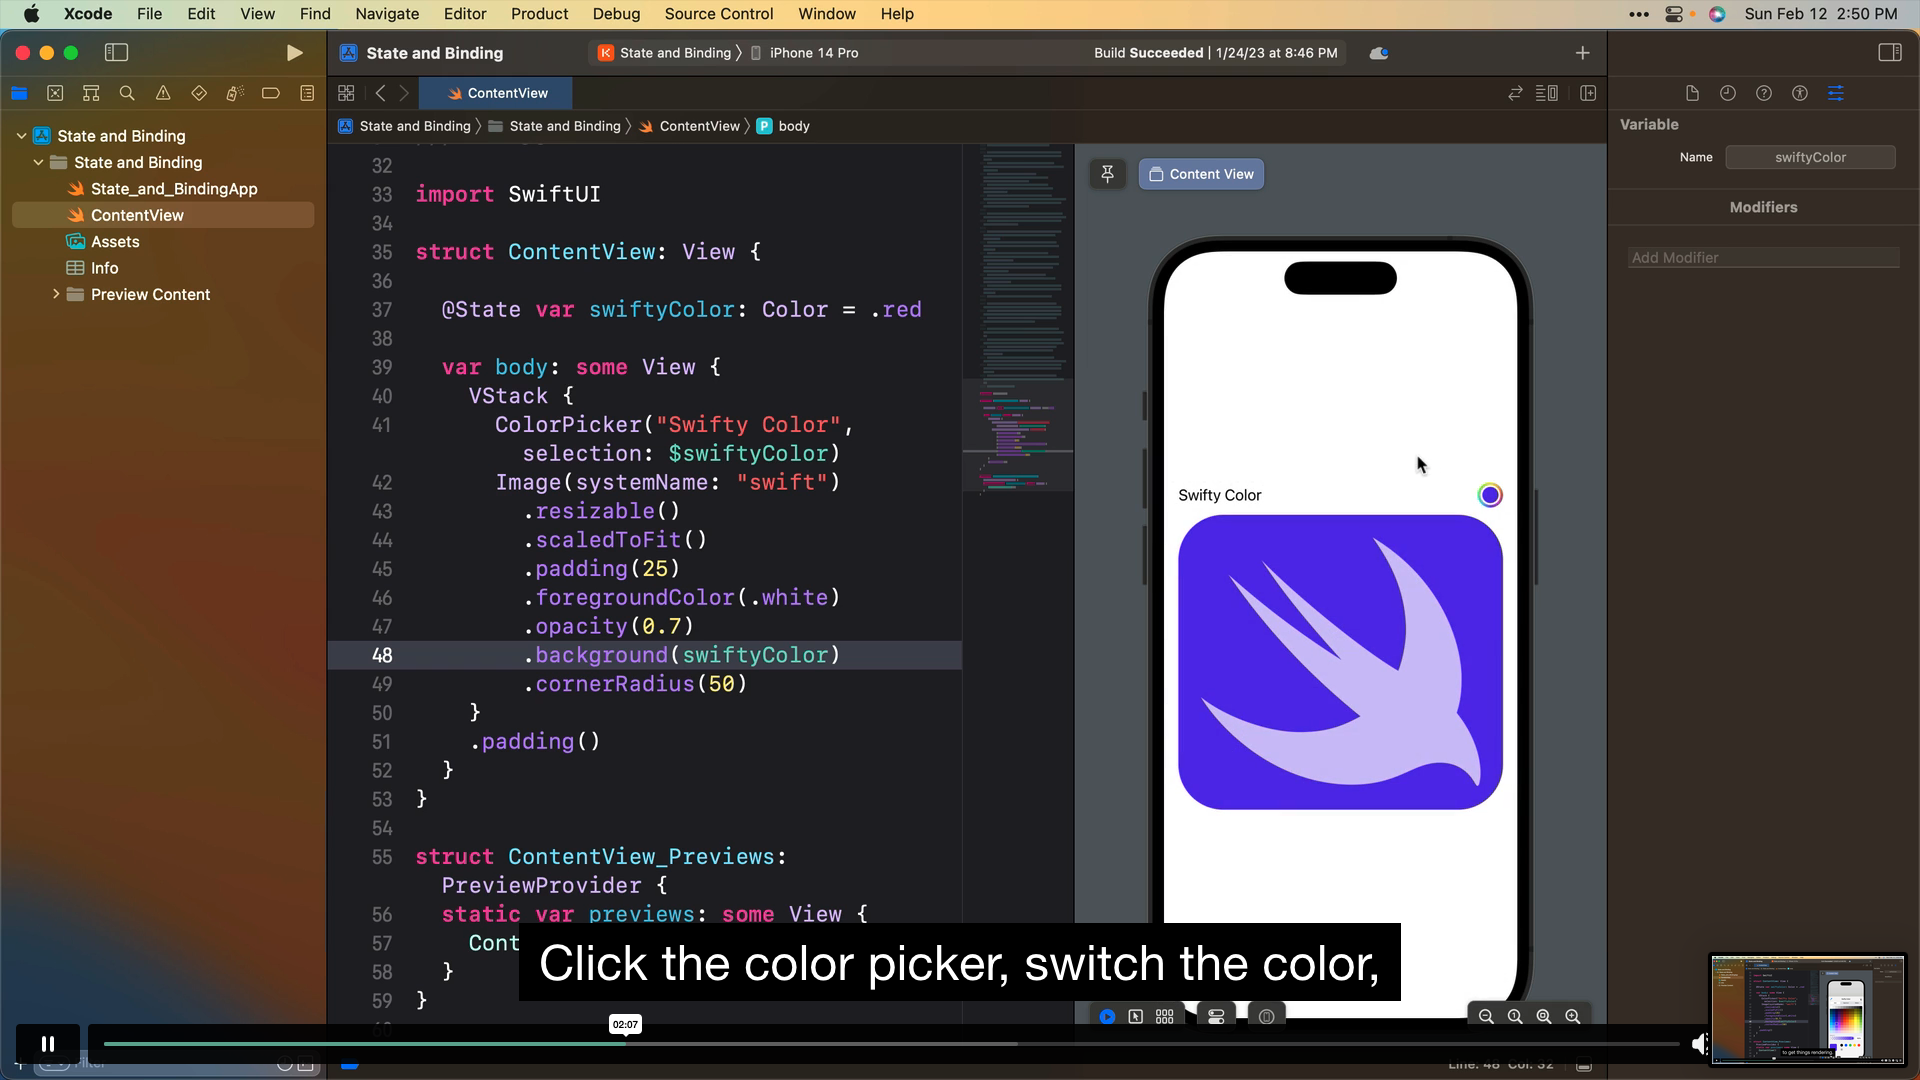 Xcode File Edit View Find Navigate Editor Product Debug Source Control Window Help
Sun Feb 12 2:50 PM
State and Binding
State and Binding 〉 iPhone 14 Pro
Build Succeeded | 1/24/23 at 8:46 PM
ContentView
State and Binding 〉 State and Binding 〉 ContentView 〉 P body
State and Binding
State and Binding
State_and_BindingApp
ContentView
Assets
Info
Preview Content
32
33 import SwiftUI
34
35 struct ContentView: View {
36
37 @State var swiftyColor: Color = .red
38
39 var body: some View {
40 VStack {
41 ColorPicker("Swifty Color",
selection: $swiftyColor)
42 Image(systemName: "swift")
43 .resizable()
44 .scaledToFit()
45 .padding(25)
46 .foregroundColor(.white)
47 .opacity(0.7)
48 .background(swiftyColor)
49 .cornerRadius(50)
50 }
51 .padding()
52 }
53 }
54
55 struct ContentView_Previews:
PreviewProvider {
56 static var previews: some View {
57 Cont
58 }
59 }
Content View
Swifty Color
Variable
Name swiftyColor
Modifiers
Add Modifier
Click the color picker, switch the color,
02:07
Filter
Line: 48 Col: 32
to get things rendering.